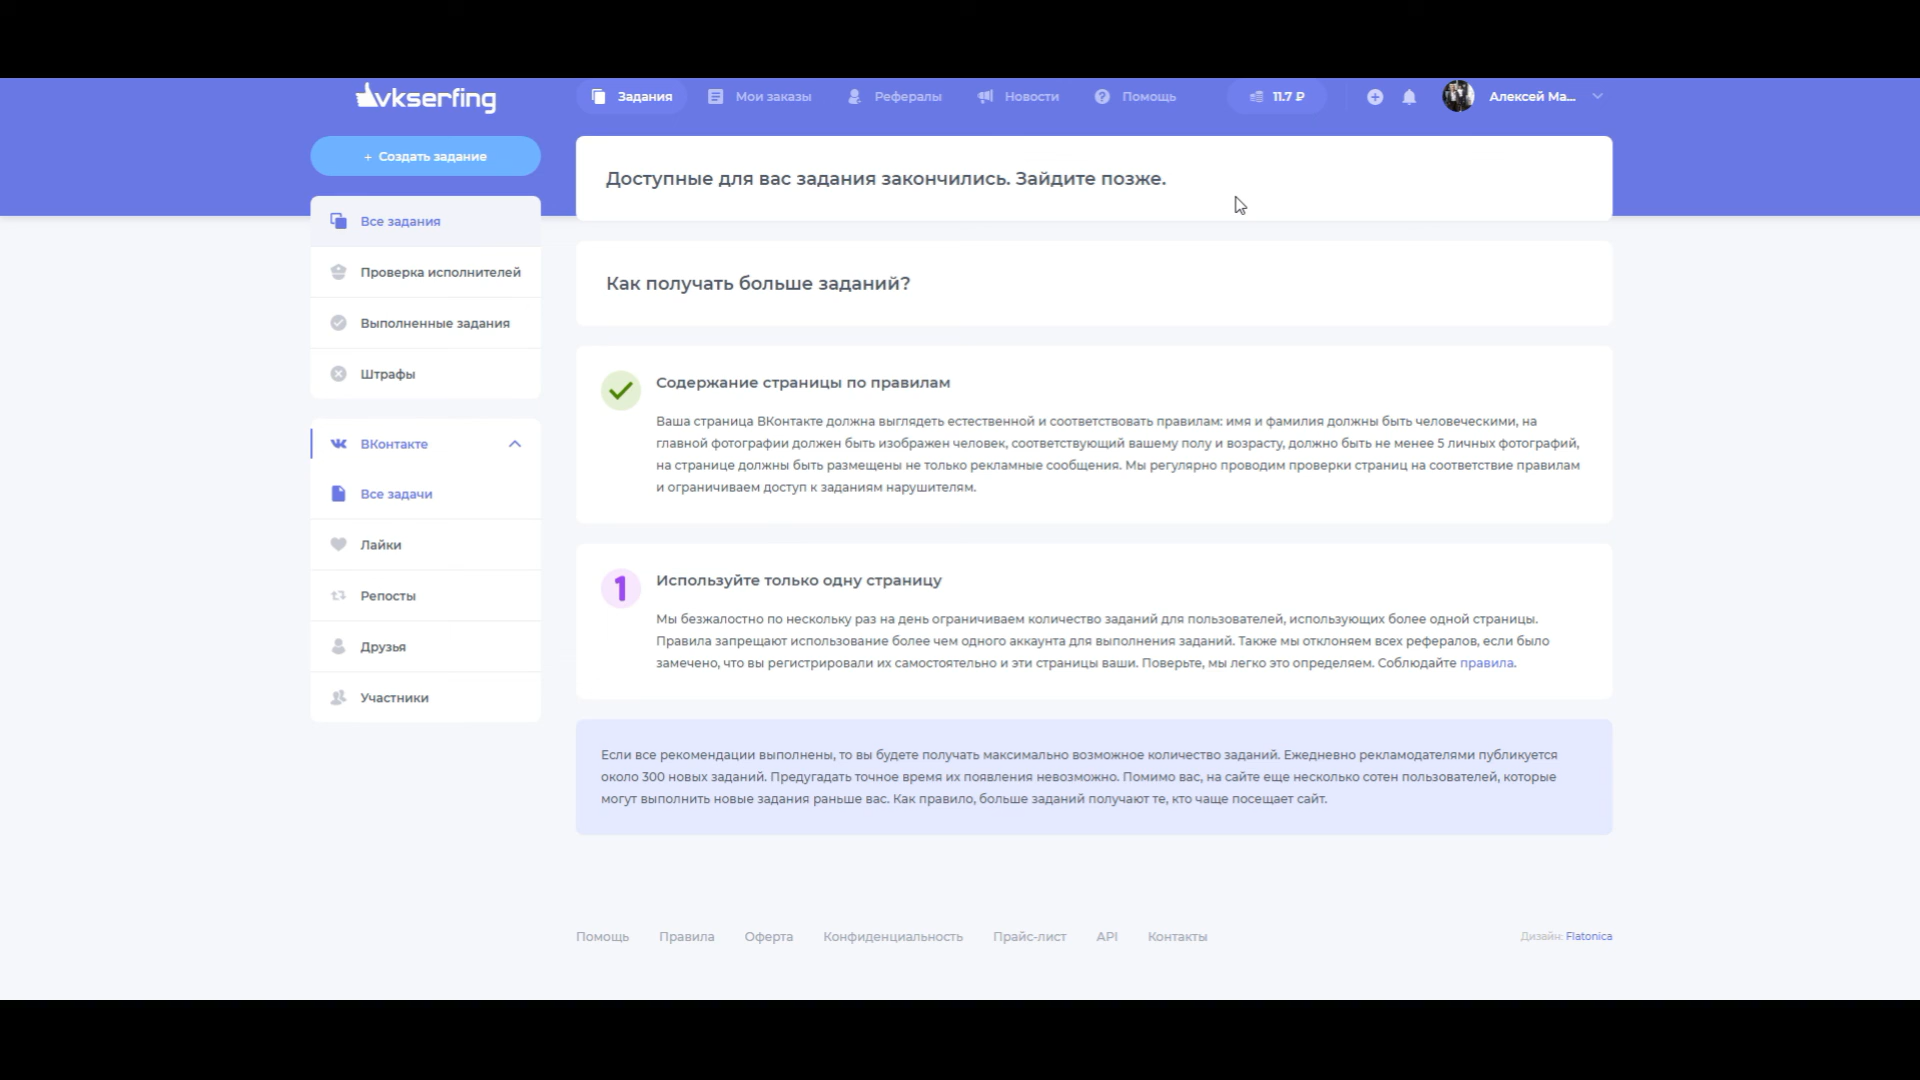 vkserfing
Задания
Мои заказы
Рефералы
Новости
Помощь
11.7 ₽
Алексей Ма...
+ Создать задание
Все задания
Проверка исполнителей
Выполненные задания
Штрафы
ВКонтакте
Все задачи
Лайки
Репосты
Друзья
Участники
Доступные для вас задания закончились. Зайдите позже.
Как получать больше заданий?
Содержание страницы по правилам
Ваша страница ВКонтакте должна выглядеть естественной и соответствовать правилам: имя и фамилия должны быть человеческими, на
главной фотографии должен быть изображен человек, соответствующий вашему полу и возрасту, должно быть не менее 5 личных фотографий,
на странице должны быть размещены не только рекламные сообщения. Мы регулярно проводим проверки страниц на соответствие правилам
и ограничиваем доступ к заданиям нарушителям.
1
Используйте только одну страницу
Мы безжалостно по нескольку раз на день ограничиваем количество заданий для пользователей, использующих более одной страницы.
Правила запрещают использование более чем одного аккаунта для выполнения заданий. Также мы отклоняем всех рефералов, если было
замечено, что вы регистрировали их самостоятельно и эти страницы ваши. Поверьте, мы легко это определяем. Соблюдайте правила.
Если все рекомендации выполнены, то вы будете получать максимально возможное количество заданий. Ежедневно рекламодателями публикуется
около 300 новых заданий. Предугадать точное время их появления невозможно. Помимо вас, на сайте еще несколько сотен пользователей, которые
могут выполнить новые задания раньше вас. Как правило, больше заданий получают те, кто чаще посещает сайт.
Помощь
Правила
Оферта
Конфиденциальность
Прайс-лист
API
Контакты
Дизайн: Flatonica